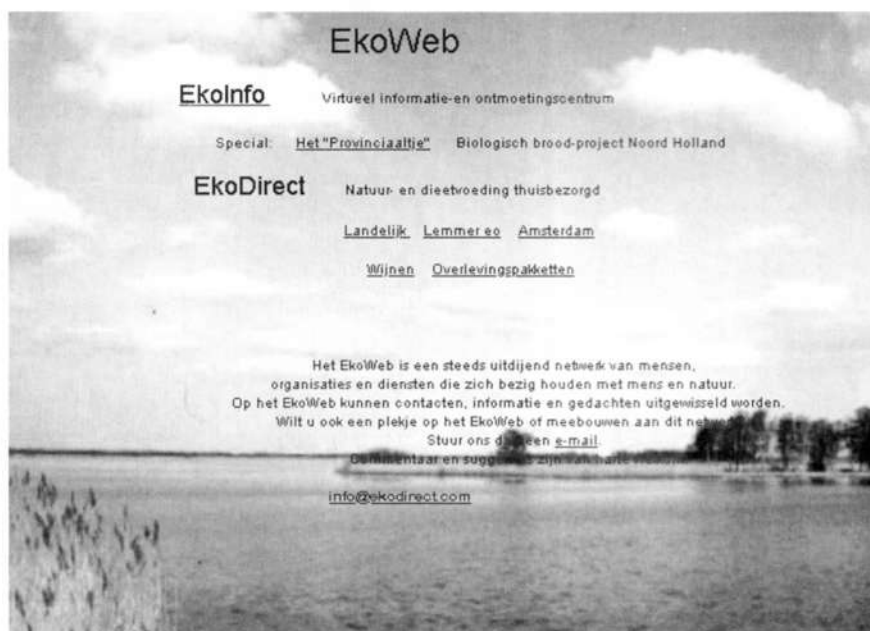 EkoWeb
EkoInfo Virtueel informatie-en ontmoetingscentrum
Special: Het "Provinciaaltje" Biologisch brood-project Noord Holland
EkoDirect Natuur- en dieetvoeding thuisbezorgd
Landelijk Lemmer eo Amsterdam
Wijnen Overlevingspakketten
Het EkoWeb is een steeds uitdijend netwerk van mensen,
organisaties en diensten die zich bezig houden met mens en natuur.
Op het EkoWeb kunnen contacten, informatie en gedachten uitgewisseld worden.
Wilt u ook een plekje op het EkoWeb of meebouwen aan dit
Stuur ons een e-mail.
Commentaar en zijn van harte
info@ekodirect.com